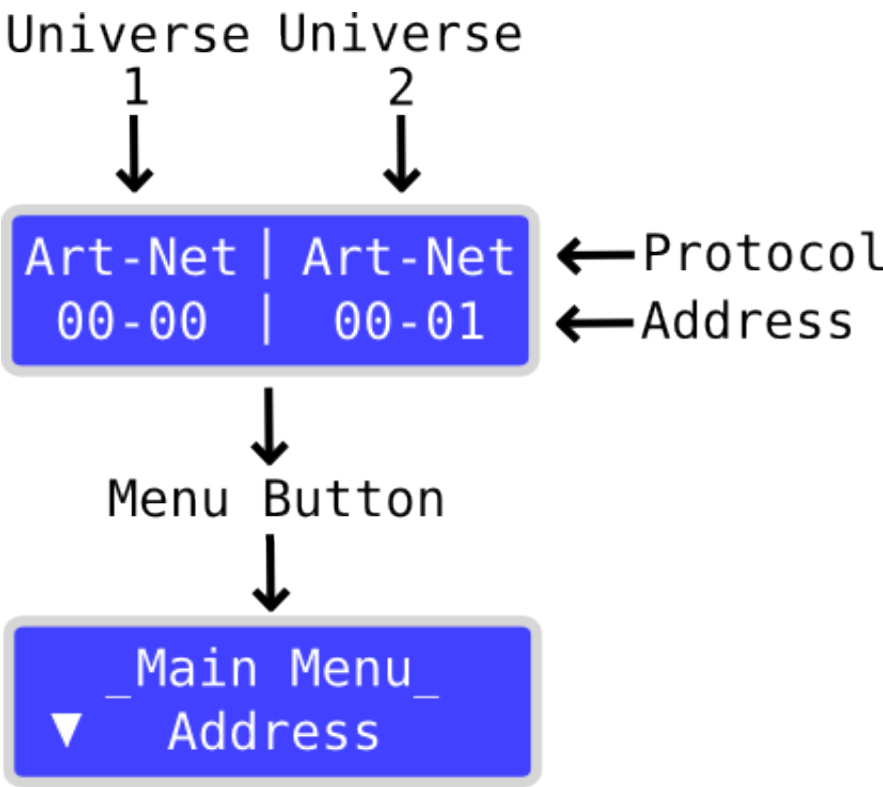 Universe Universe
1 2
Art-Net | Art-Net ←Protocol
00-00 | 00-01 ←Address
Menu Button
_Main Menu_
▼ Address